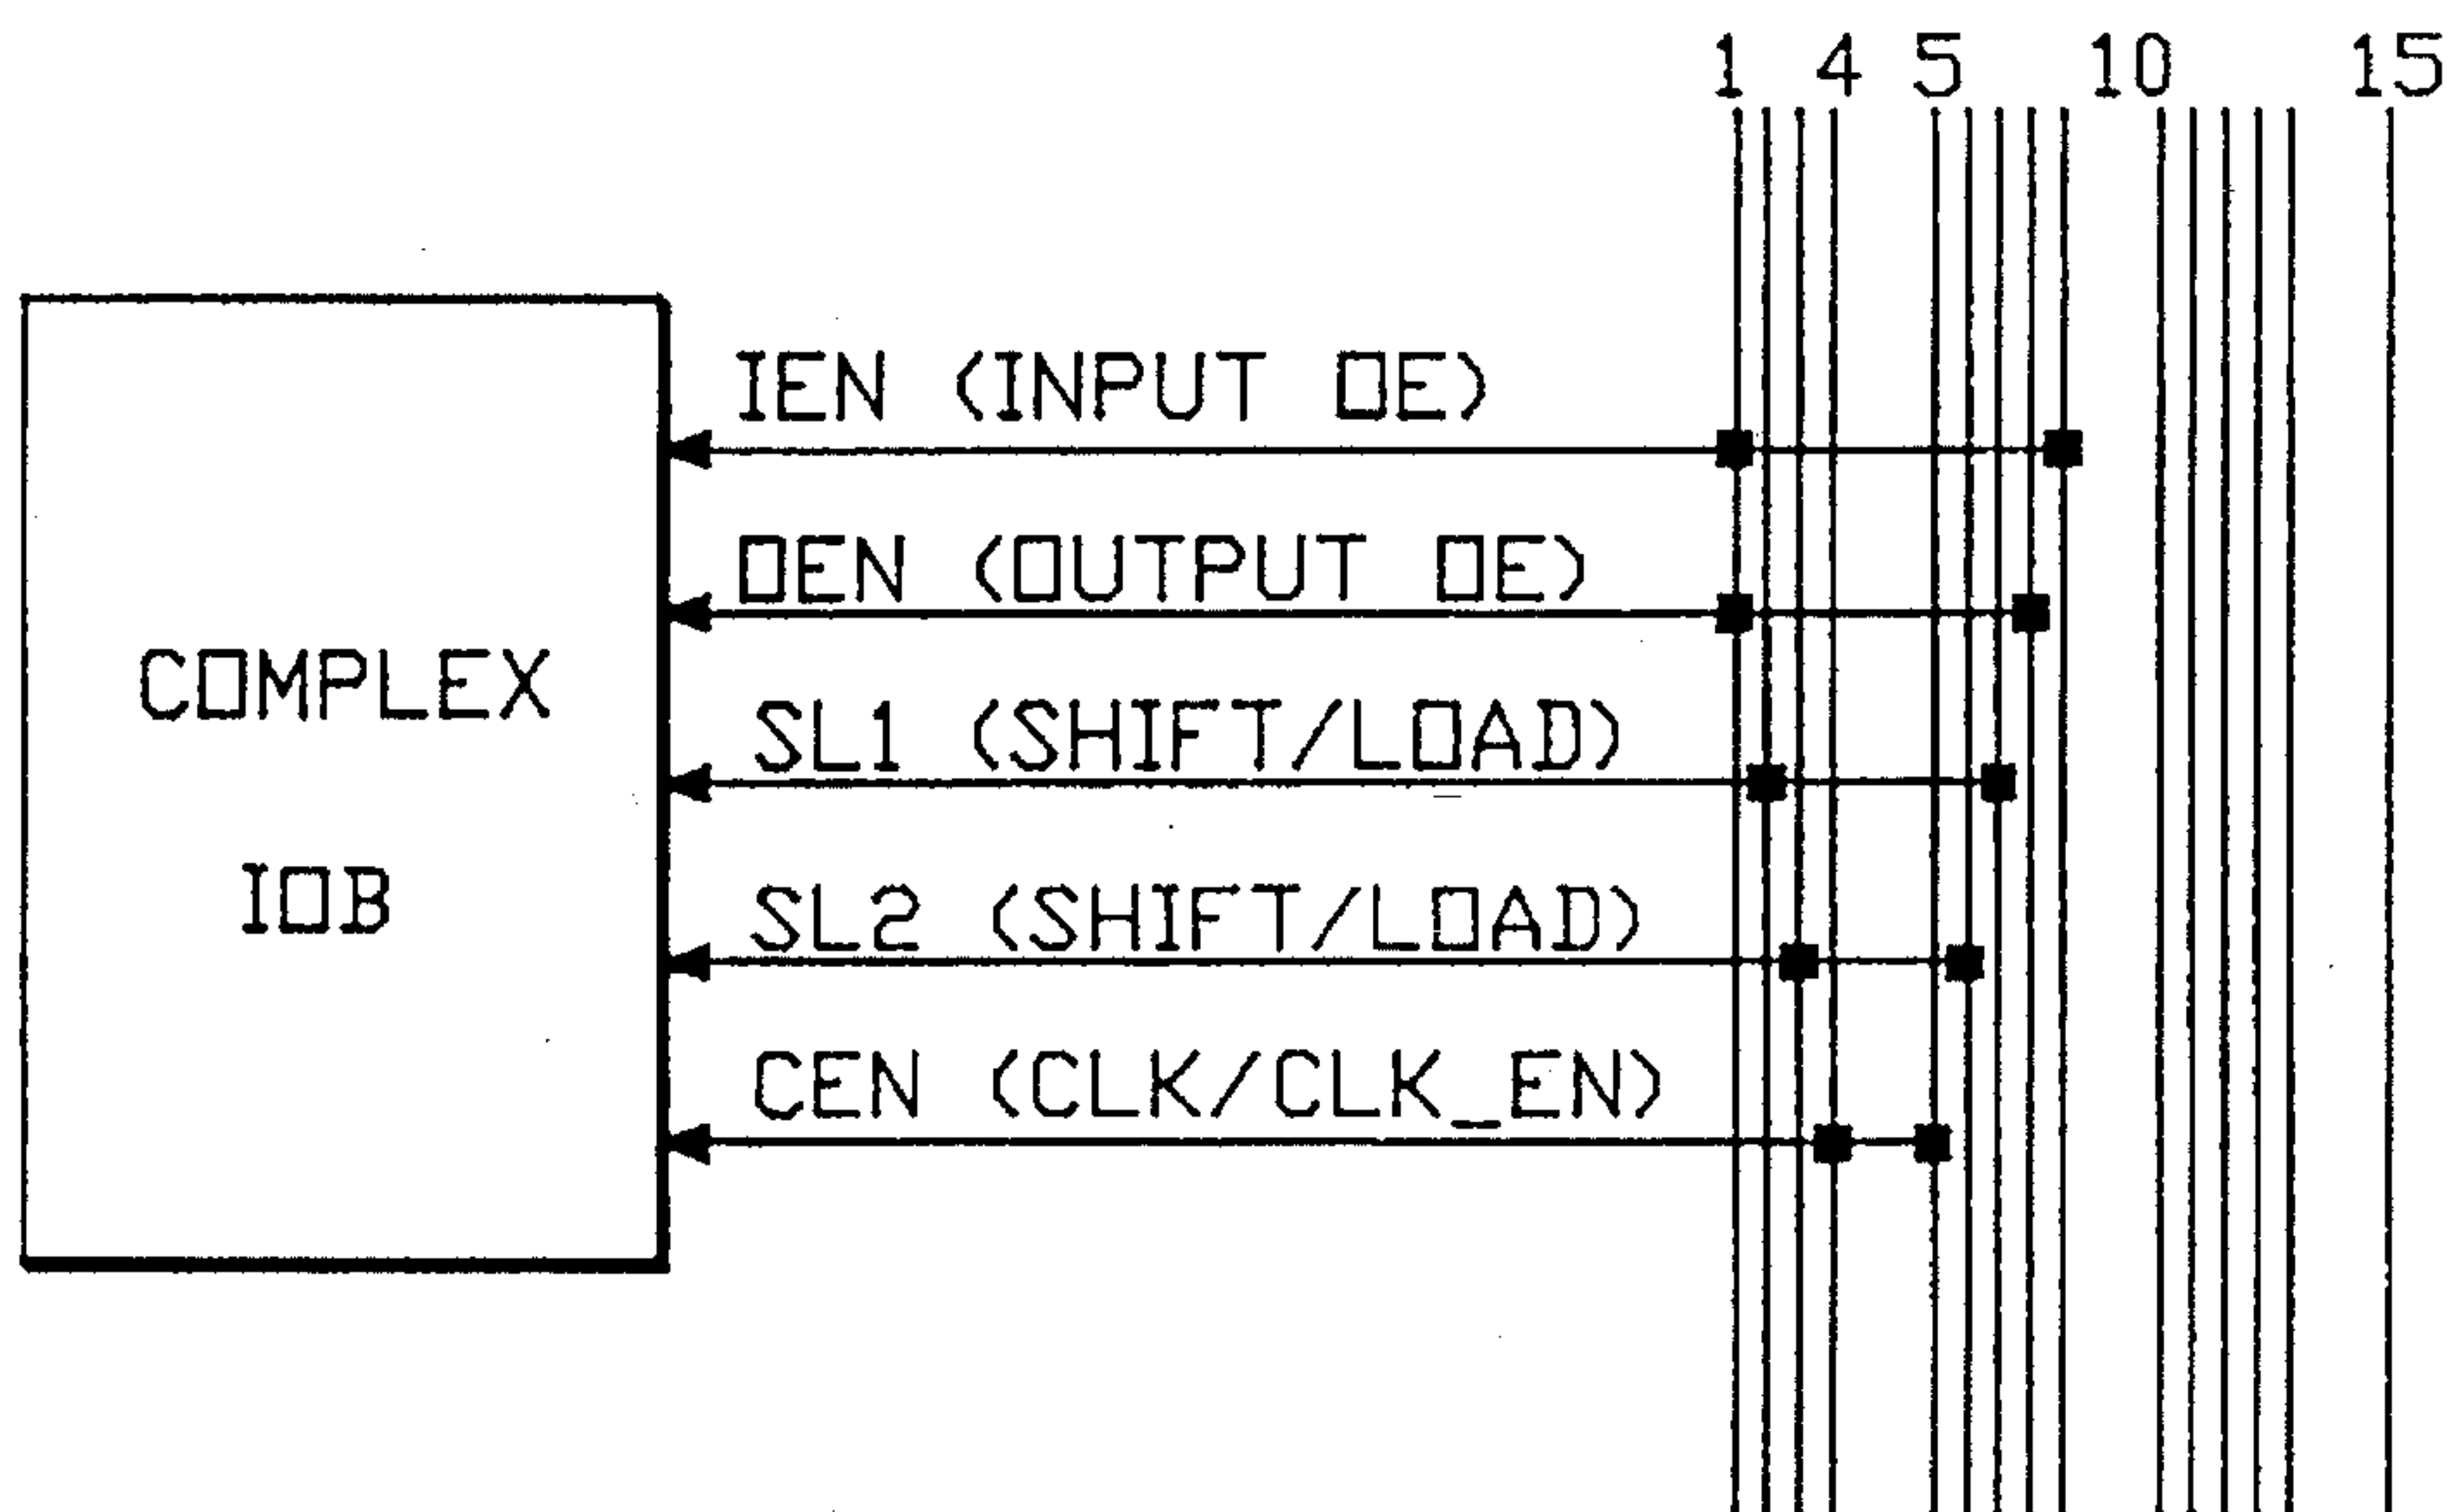 1 4 5 10 15
IEN (INPUT OE)
OEN (OUTPUT OE)
COMPLEX
SL1 (SHIFT/LOAD)
IOB
SL2 (SHIFT/LOAD)
CEN (CLK/CLK_EN)